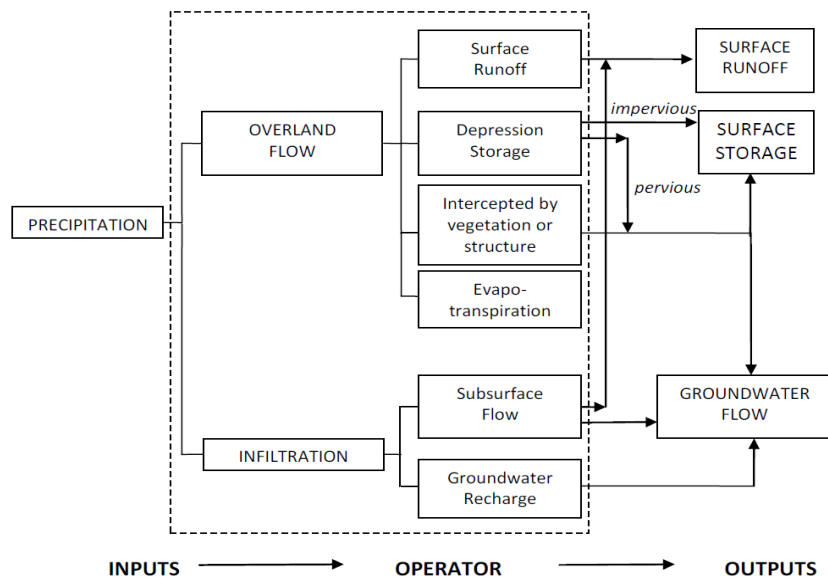 Surface
Runoff
SURFACE
RUNOFF
OVERLAND
FLOW
Depression
Storage
impervious
SURFACE
STORAGE
pervious
PRECIPITATION
Intercepted by
vegetation or
structure
Evapo-
transpiration
Subsurface
Flow
GROUNDWATER
FLOW
INFILTRATION
Groundwater
Recharge
INPUTS
OPERATOR
OUTPUTS